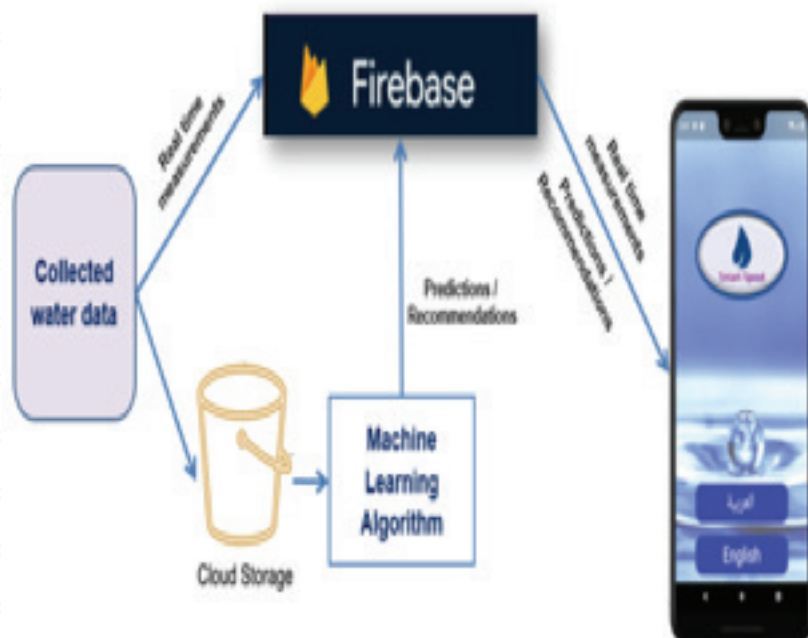 Firebase
Real time
measurements
Real time
measurements
Predictions /
Recommendations
Collected
water data
Predictions /
Recommendations
Machine
Learning
Algorithm
Cloud Storage
العربية
English